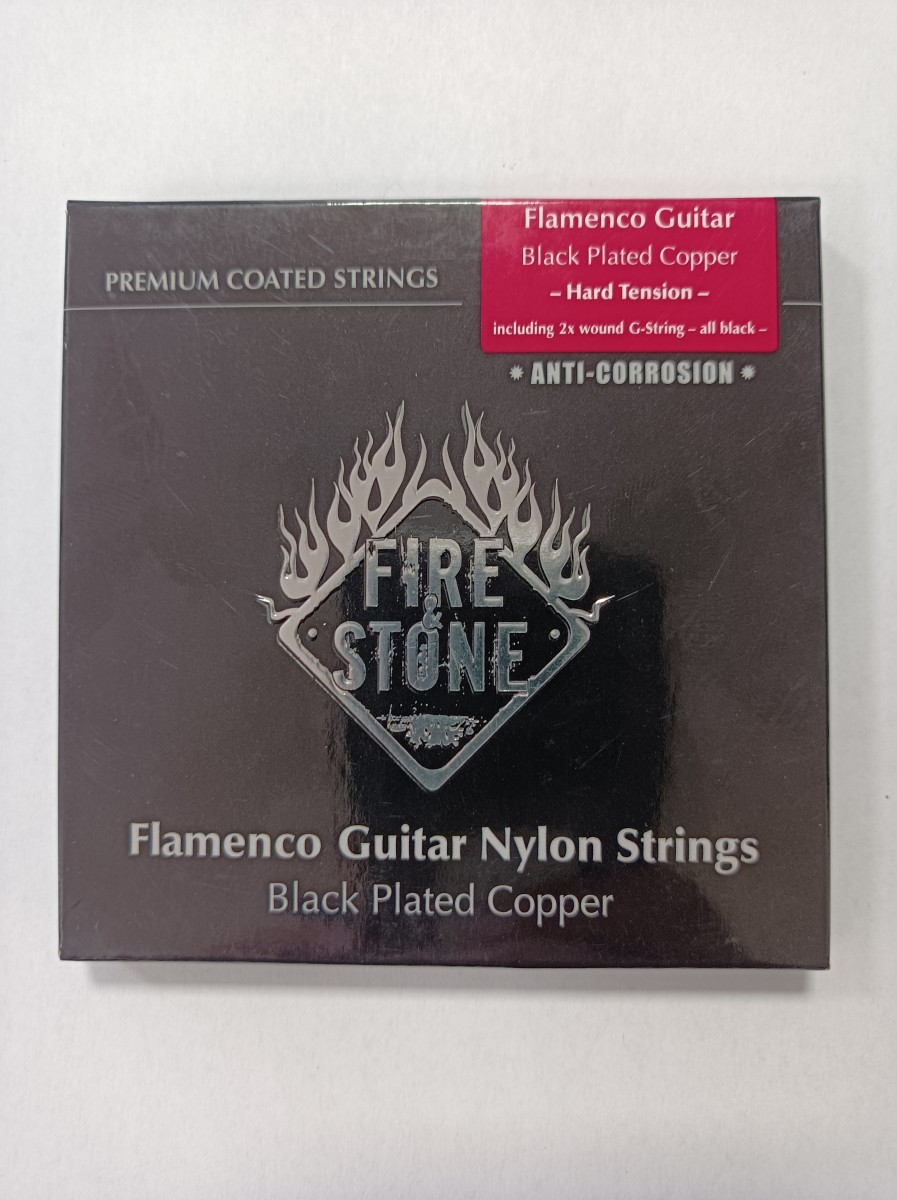 Flamenco Guitar
Black Plated Copper
– Hard Tension –
including 2x wound G-String – all black –
PREMIUM COATED STRINGS
* ANTI-CORROSION *
FIRE
&
STONE
Flamenco Guitar Nylon Strings
Black Plated Copper